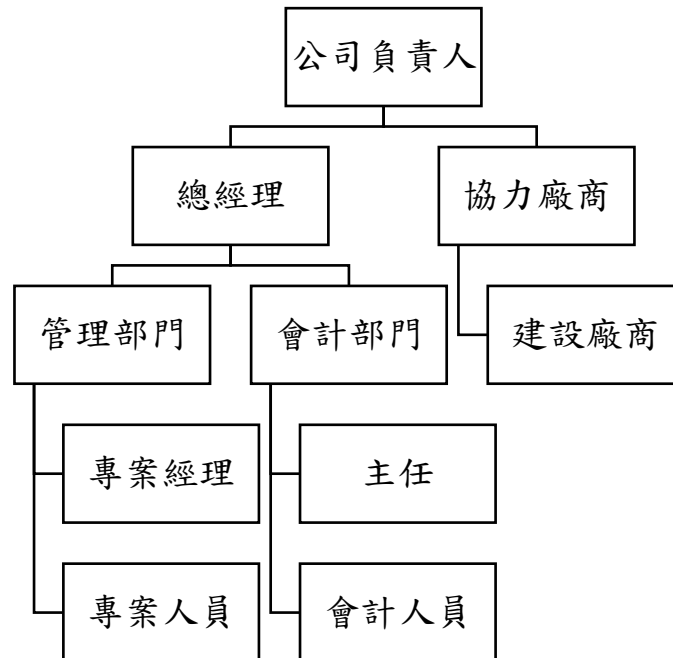 公司負責人
總經理
協力廠商
管理部門
會計部門
建設廠商
專案經理
主任
專案人員
會計人員